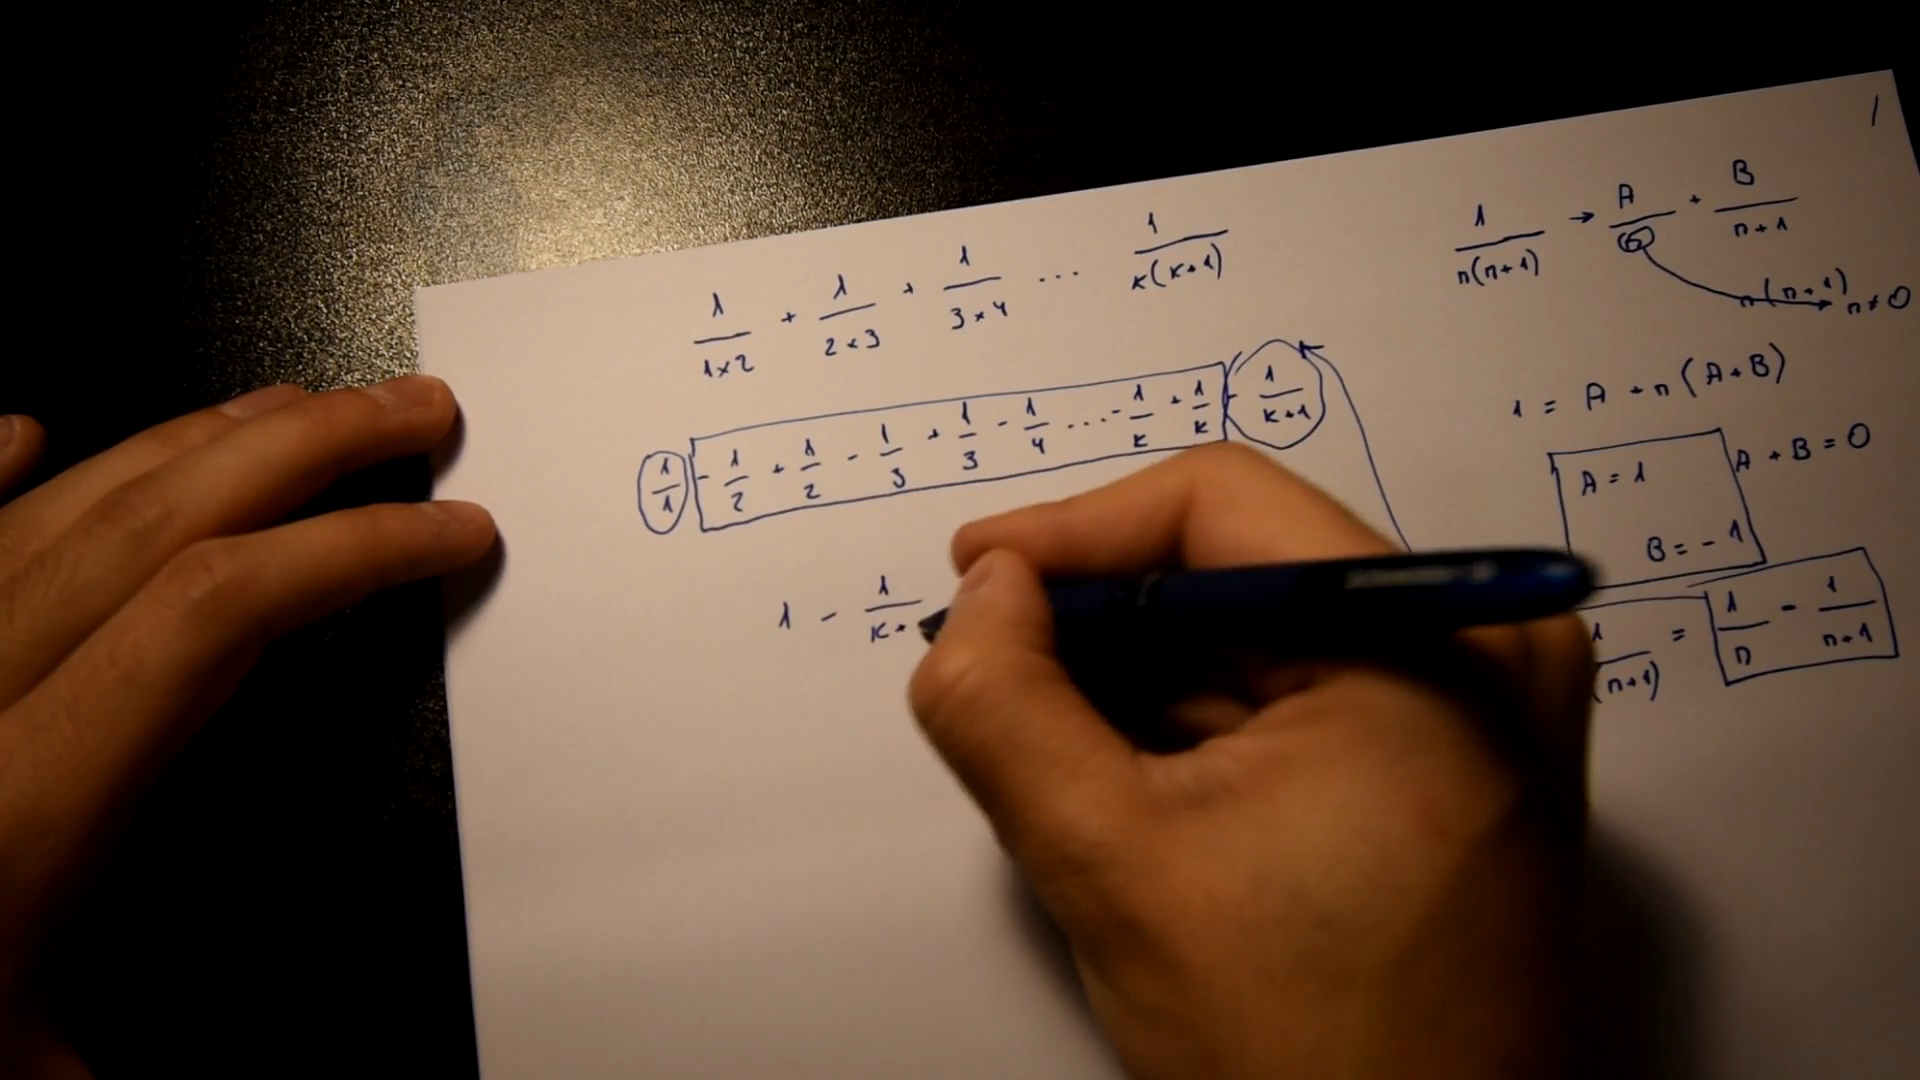 1/(1×2) + 1/(2×3) + 1/(3×4) ... 1/(k(k+1))
1/1 - 1/2 + 1/2 - 1/3 + 1/3 - 1/4 ... - 1/k + 1/k - 1/(k+1)
1 - 1/(k+
1/(n(n+1)) → A/n + B/(n+1)
n(n+1) n≠0
1 = A + n(A+B)
A + B = 0
A = 1
B = -1
1/(n+1) = 1/n - 1/(n+1)